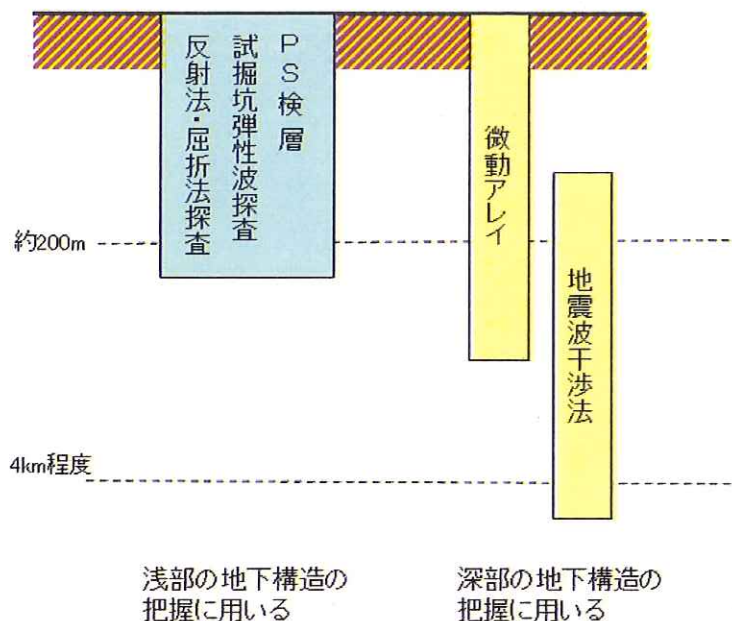 PS検層
試掘坑弾性波探査
反射法・屈折法探査
微動アレイ
地震波干渉法
約200m
4km程度
浅部の地下構造の
把握に用いる
深部の地下構造の
把握に用いる